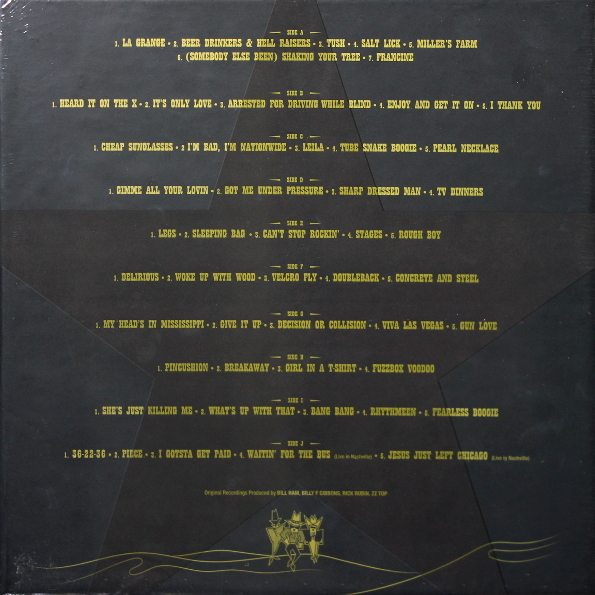 SIDE A
1. LA GRANGE • 2. BEER DRINKERS & HELL RAISERS • 3. TUSH • 4. SALT LICK • 5. MILLER'S FARM
6. (SOMEBODY ELSE BEEN) SHAKING YOUR TREE • 7. FRANCINE
SIDE B
1. HEARD IT ON THE X • 2. IT'S ONLY LOVE • 3. ARRESTED FOR DRIVING WHILE BLIND • 4. ENJOY AND GET IT ON • 5. I THANK YOU
SIDE C
1. CHEAP SUNGLASSES • 2 I'M BAD, I'M NATIONWIDE • 3. LEILA • 4. TUBE SNAKE BOOGIE • 5. PEARL NECKLACE
SIDE D
1. GIMME ALL YOUR LOVIN • 2. GOT ME UNDER PRESSURE • 3. SHARP DRESSED MAN • 4. TV DINNERS
SIDE E
1. LEGS • 2. SLEEPING BAG • 3. CAN'T STOP ROCKIN' • 4. STAGES • 5. ROUGH BOY
SIDE F
1. DELIRIOUS • 2. WOKE UP WITH WOOD • 3. VELCRO FLY • 4. DOUBLEBACK • 5. CONCRETE AND STEEL
SIDE G
1. MY HEAD'S IN MISSISSIPPI • 2. GIVE IT UP • 3. DECISION OR COLLISION • 4. VIVA LAS VEGAS • 5. GUN LOVE
SIDE H
1. PINCUSHION • 2. BREAKAWAY • 3. GIRL IN A T-SHIRT • 4. FUZZBOX VOODOO
SIDE I
1. SHE'S JUST KILLING ME • 2. WHAT'S UP WITH THAT • 3. BANG BANG • 4. RHYTHMEEN • 5. FEARLESS BOOGIE
SIDE J
1. 36-22-36 • 2. PIECE • 3. I GOTSTA GET PAID • 4. WAITIN' FOR THE BUS (Live in Nashville) • 5. JESUS JUST LEFT CHICAGO (Live in Nashville)
Original Recordings Produced by BILL HAM, BILLY F GIBBONS, RICK RUBIN, ZZ TOP